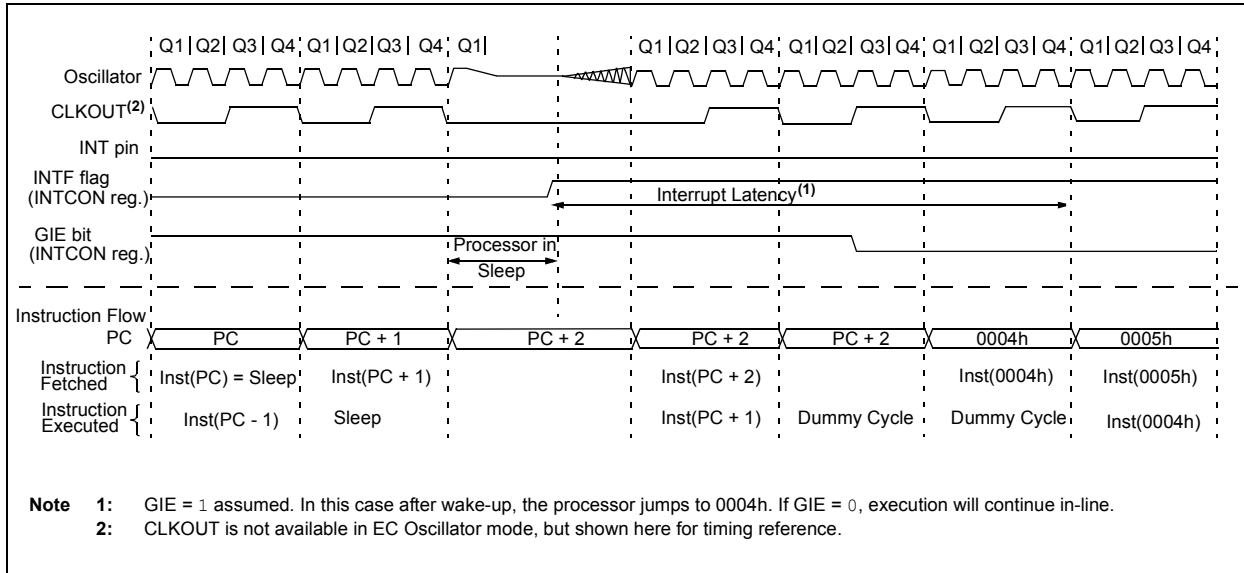 Q1 Q2 Q3 Q4 Q1 Q2 Q3 Q4 Q1 Q1 Q2 Q3 Q4 Q1 Q2 Q3 Q4 Q1 Q2 Q3 Q4 Q1 Q2 Q3 Q4
Oscillator
CLKOUT(2)
INT pin
INTF flag
(INTCON reg.)
Interrupt Latency(1)
GIE bit
(INTCON reg.)
Processor in
Sleep
Instruction Flow
PC PC PC + 1 PC + 2 PC + 2 PC + 2 0004h 0005h
Instruction
Fetched
Inst(PC) = Sleep Inst(PC + 1) Inst(PC + 2) Inst(0004h) Inst(0005h)
Instruction
Executed
Inst(PC - 1) Sleep Inst(PC + 1) Dummy Cycle Dummy Cycle Inst(0004h)
Note 1: GIE = 1 assumed. In this case after wake-up, the processor jumps to 0004h. If GIE = 0, execution will continue in-line.
2: CLKOUT is not available in EC Oscillator mode, but shown here for timing reference.